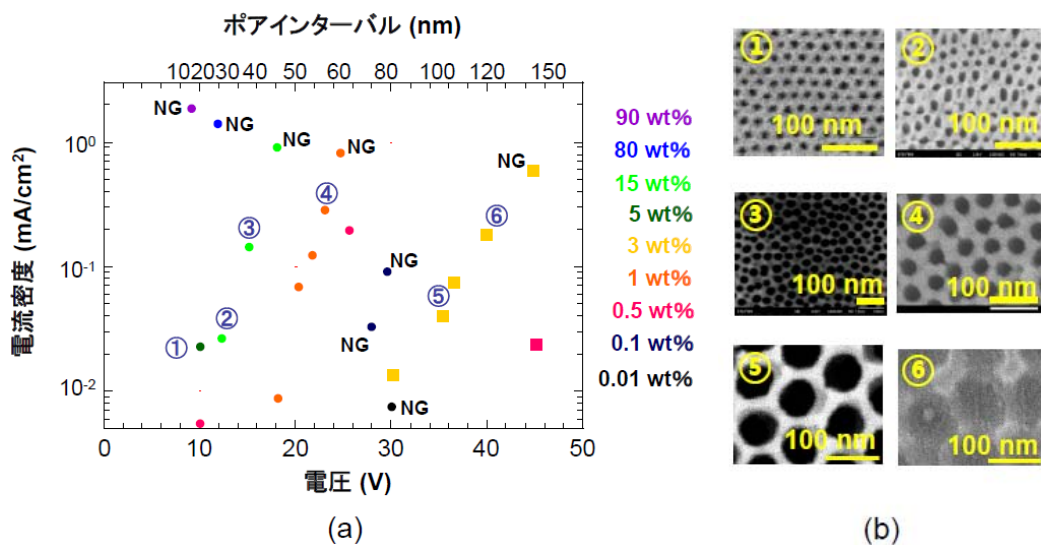 ポアインターバル (nm)
10 20 30 40 50 60 80 100 120 150
電流密度 (mA/cm²)
10⁰
10⁻¹
10⁻²
NG
NG
NG
NG
NG
NG
NG
NG
①
②
③
④
⑤
⑥
0 10 20 30 40 50
電圧 (V)
90 wt%
80 wt%
15 wt%
5 wt%
3 wt%
1 wt%
0.5 wt%
0.1 wt%
0.01 wt%
(a)
① 100 nm
② 100 nm
③ 100 nm
④ 100 nm
⑤ 100 nm
⑥ 100 nm
(b)